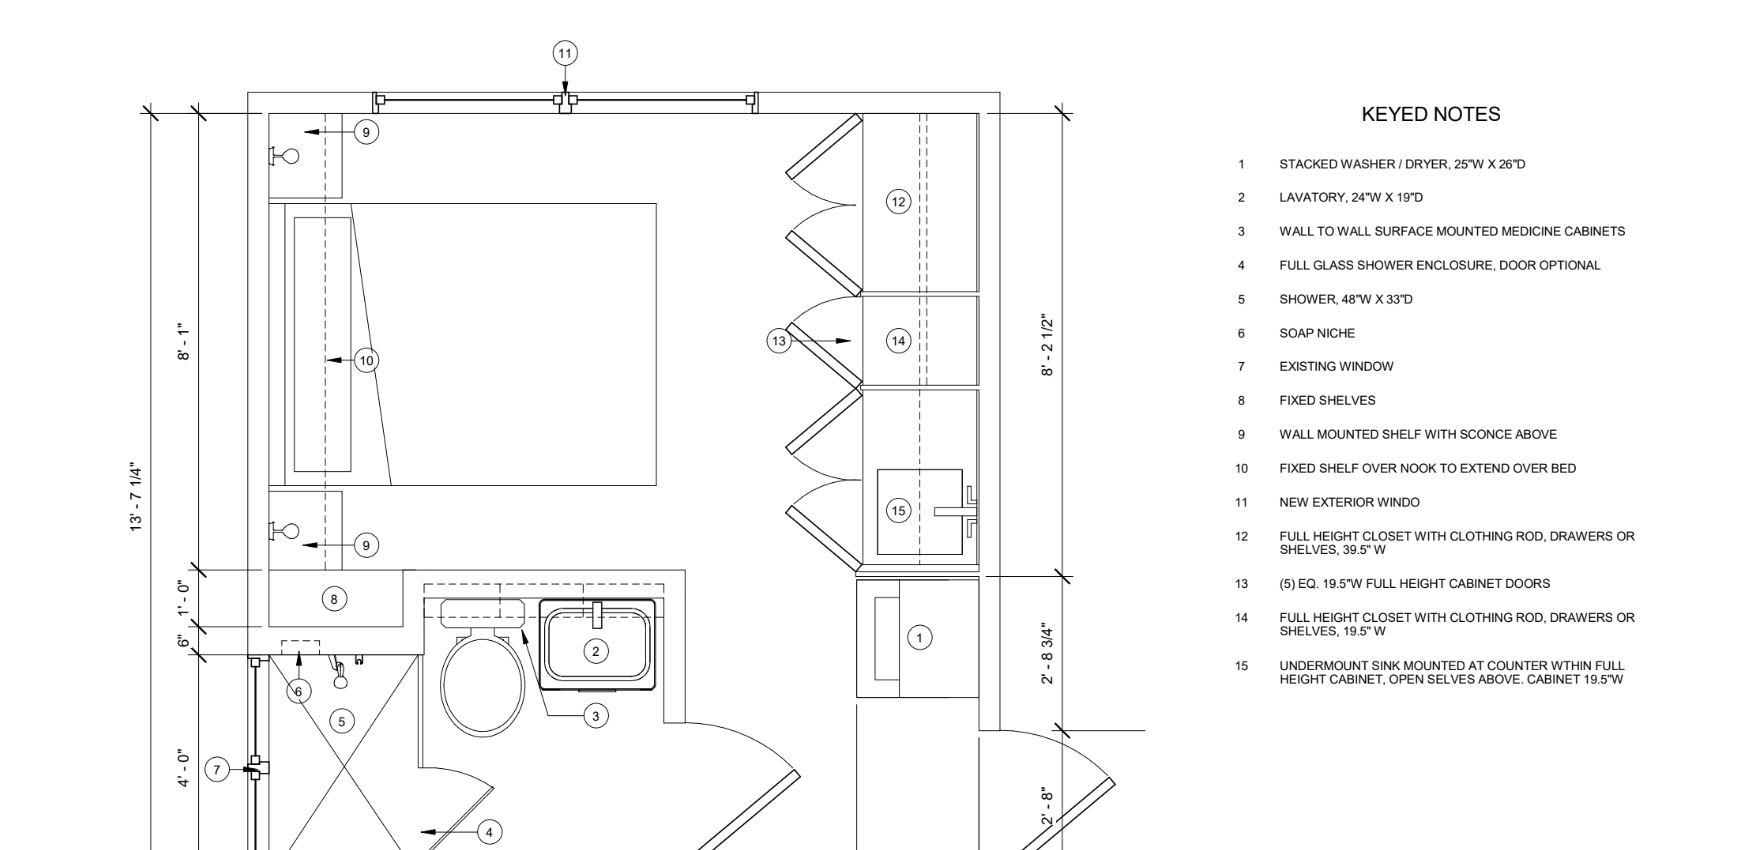 11
9
12
8' - 1"
10
13
14
8' - 2 1/2"
13' - 7 1/4"
15
9
1' - 0"
8
6"
2
1
2' - 8 3/4"
6
5
3
4' - 0"
7
4
2' - 8"
KEYED NOTES
1 STACKED WASHER / DRYER, 25"W X 26"D
2 LAVATORY, 24"W X 19"D
3 WALL TO WALL SURFACE MOUNTED MEDICINE CABINETS
4 FULL GLASS SHOWER ENCLOSURE, DOOR OPTIONAL
5 SHOWER, 48"W X 33"D
6 SOAP NICHE
7 EXISTING WINDOW
8 FIXED SHELVES
9 WALL MOUNTED SHELF WITH SCONCE ABOVE
10 FIXED SHELF OVER NOOK TO EXTEND OVER BED
11 NEW EXTERIOR WINDO
12 FULL HEIGHT CLOSET WITH CLOTHING ROD, DRAWERS OR
SHELVES, 39.5" W
13 (5) EQ. 19.5"W FULL HEIGHT CABINET DOORS
14 FULL HEIGHT CLOSET WITH CLOTHING ROD, DRAWERS OR
SHELVES, 19.5" W
15 UNDERMOUNT SINK MOUNTED AT COUNTER WTHIN FULL
HEIGHT CABINET, OPEN SELVES ABOVE. CABINET 19.5"W